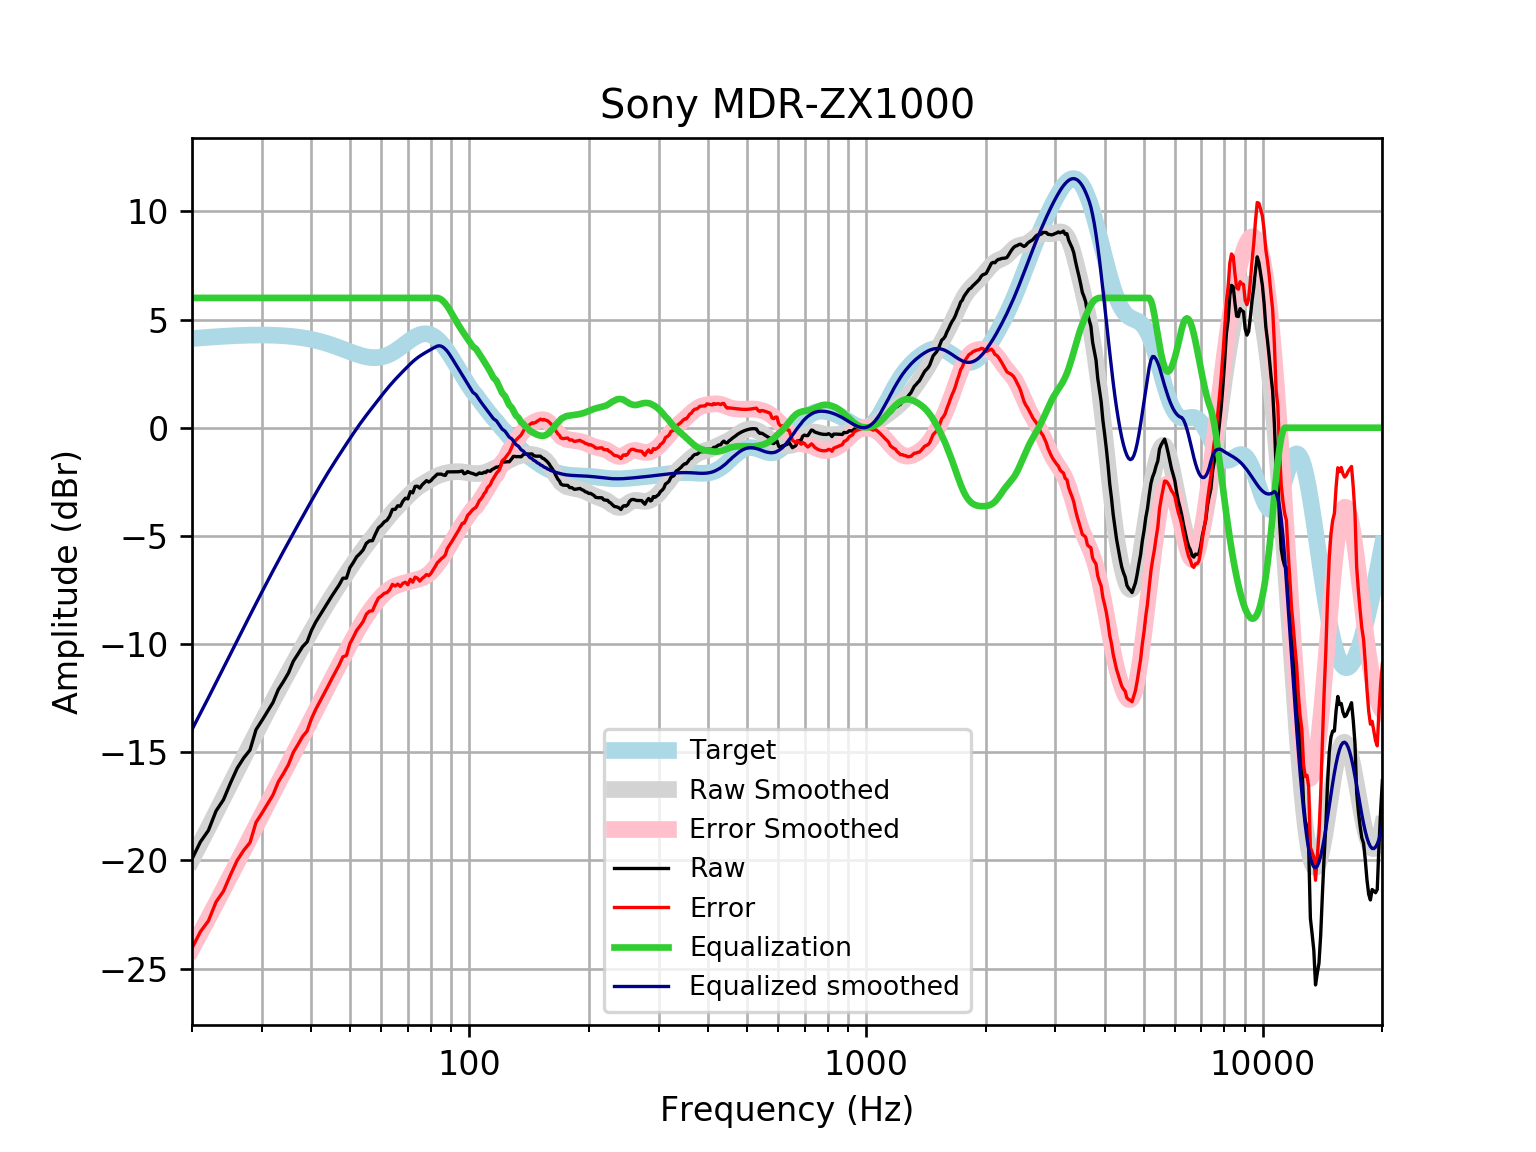 Sony MDR-ZX1000
10
5
0
−5
−10
−15
−20
−25
Amplitude (dBr)
Target
Raw Smoothed
Error Smoothed
Raw
Error
Equalization
Equalized smoothed
100
1000
10000
Frequency (Hz)